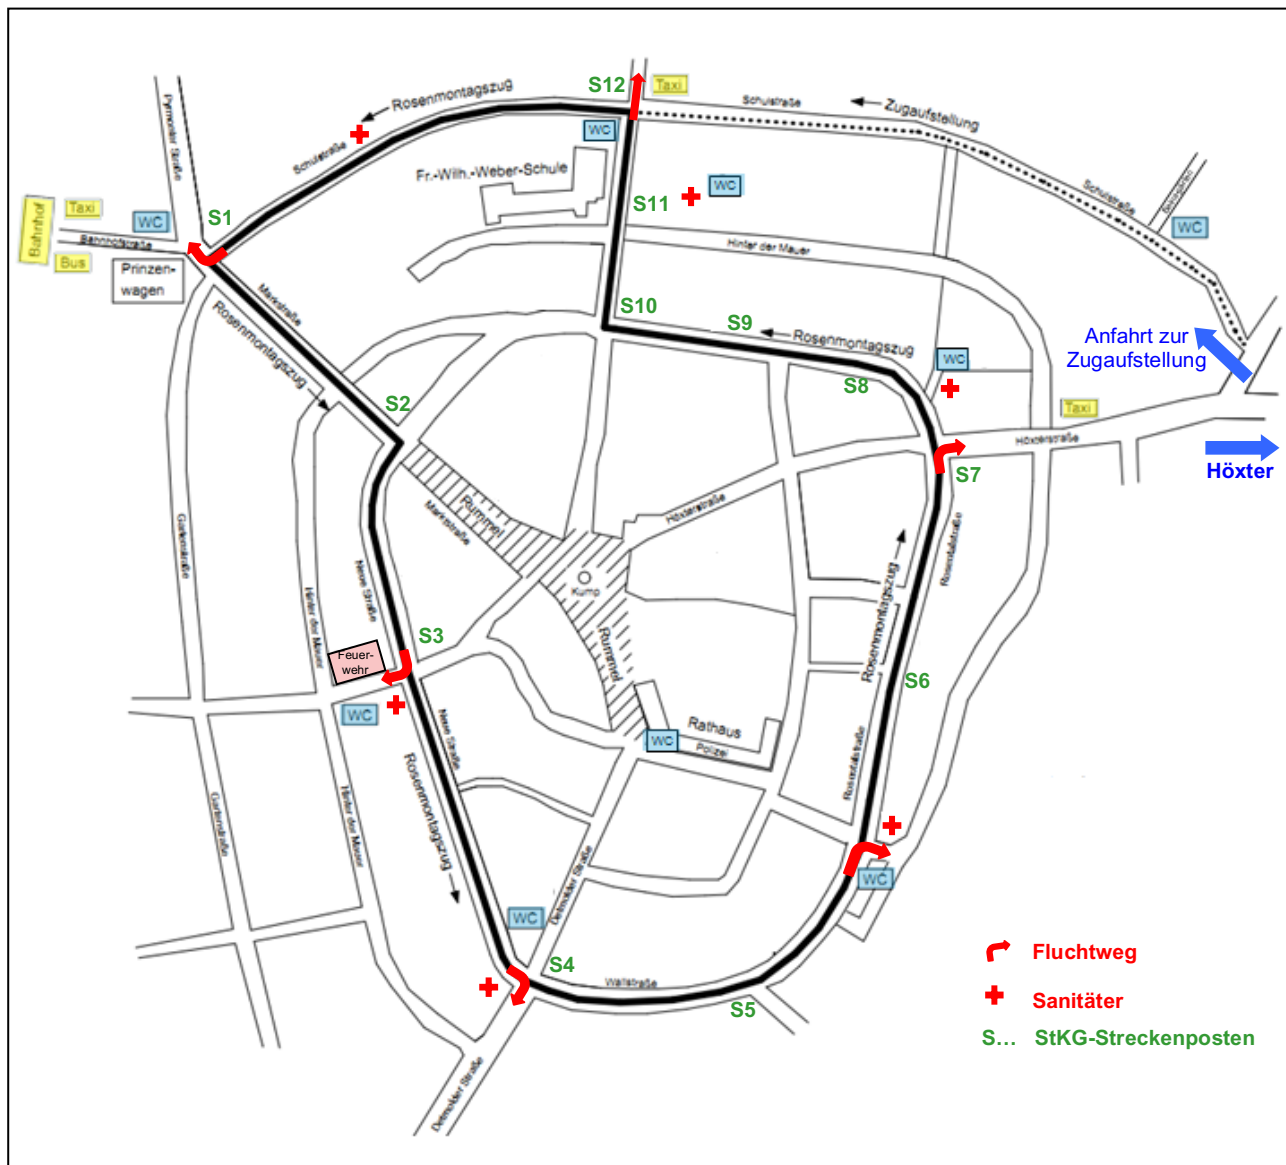 S12
Taxi
Rosenmontagszug
Schulstraße
Zugaufstellung
WC
Pyrmonter Straße
Schulstraße
Fr.-Wilh.-Weber-Schule
WC
S11
Schulstraße
WC
Bahnhof
Taxi
WC
S1
Bahnhofstraße
Bus
Prinzen-
wagen
Hinter der Mauer
Markstraße
Rosenmontagszug
S10
S9
Rosenmontagszug
Anfahrt zur
Zugaufstellung
WC
S8
S2
Taxi
Höxterstraße
S7
Höxter
Rummel
Markstraße
Höxterstraße
Gartenstraße
Neue Straße
Kump
Rosentalstraße
Rosenmontagszug
Hinter der Mauer
Rummel
S3
Feuer-
wehr
S6
WC
Neue Straße
Rathaus
Polizei
WC
Rosenmontagszug
Rosentalstraße
Gartenstraße
Hinter der Mauer
Detmolder Straße
WC
WC
S4
Wallstraße
S5
Fluchtweg
Sanitäter
S... StKG-Streckenposten
Detmolder Straße